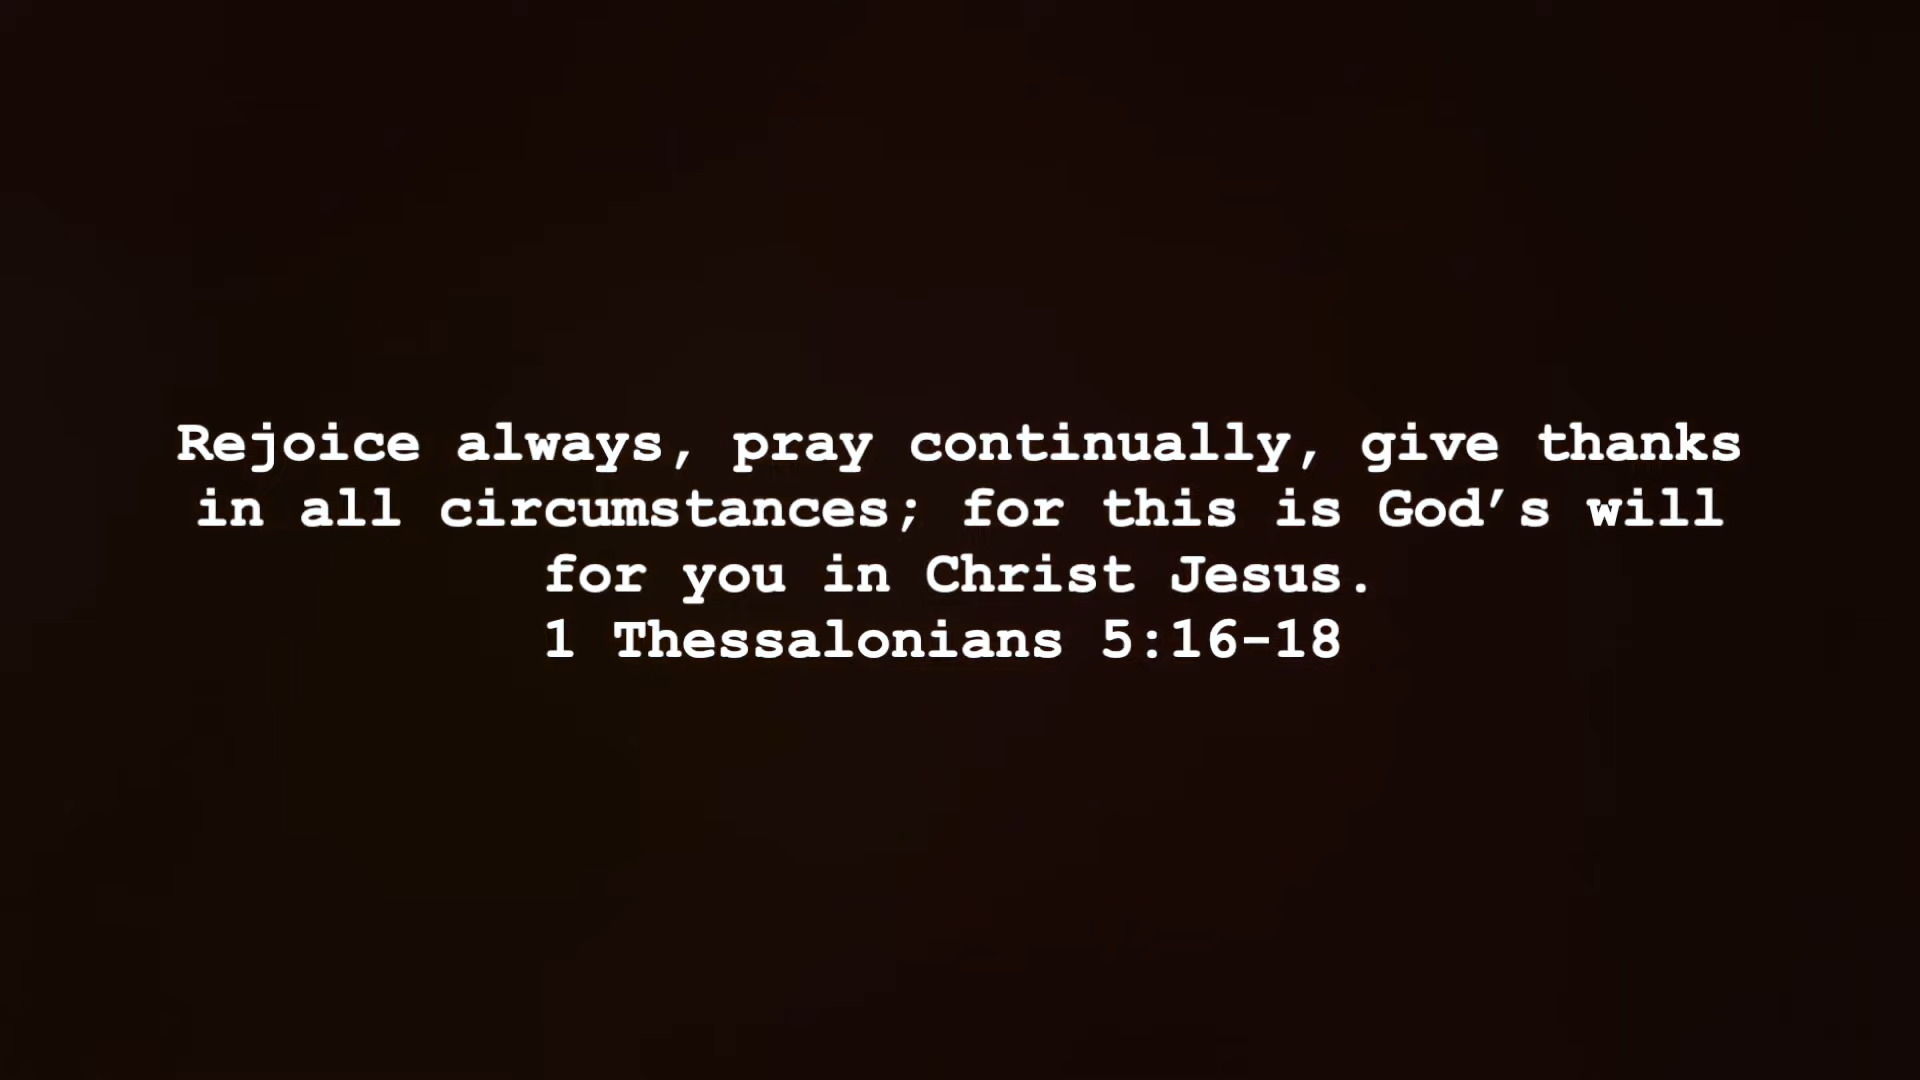 Rejoice always, pray continually, give thanks
in all circumstances; for this is God’s will
for you in Christ Jesus.
1 Thessalonians 5:16-18